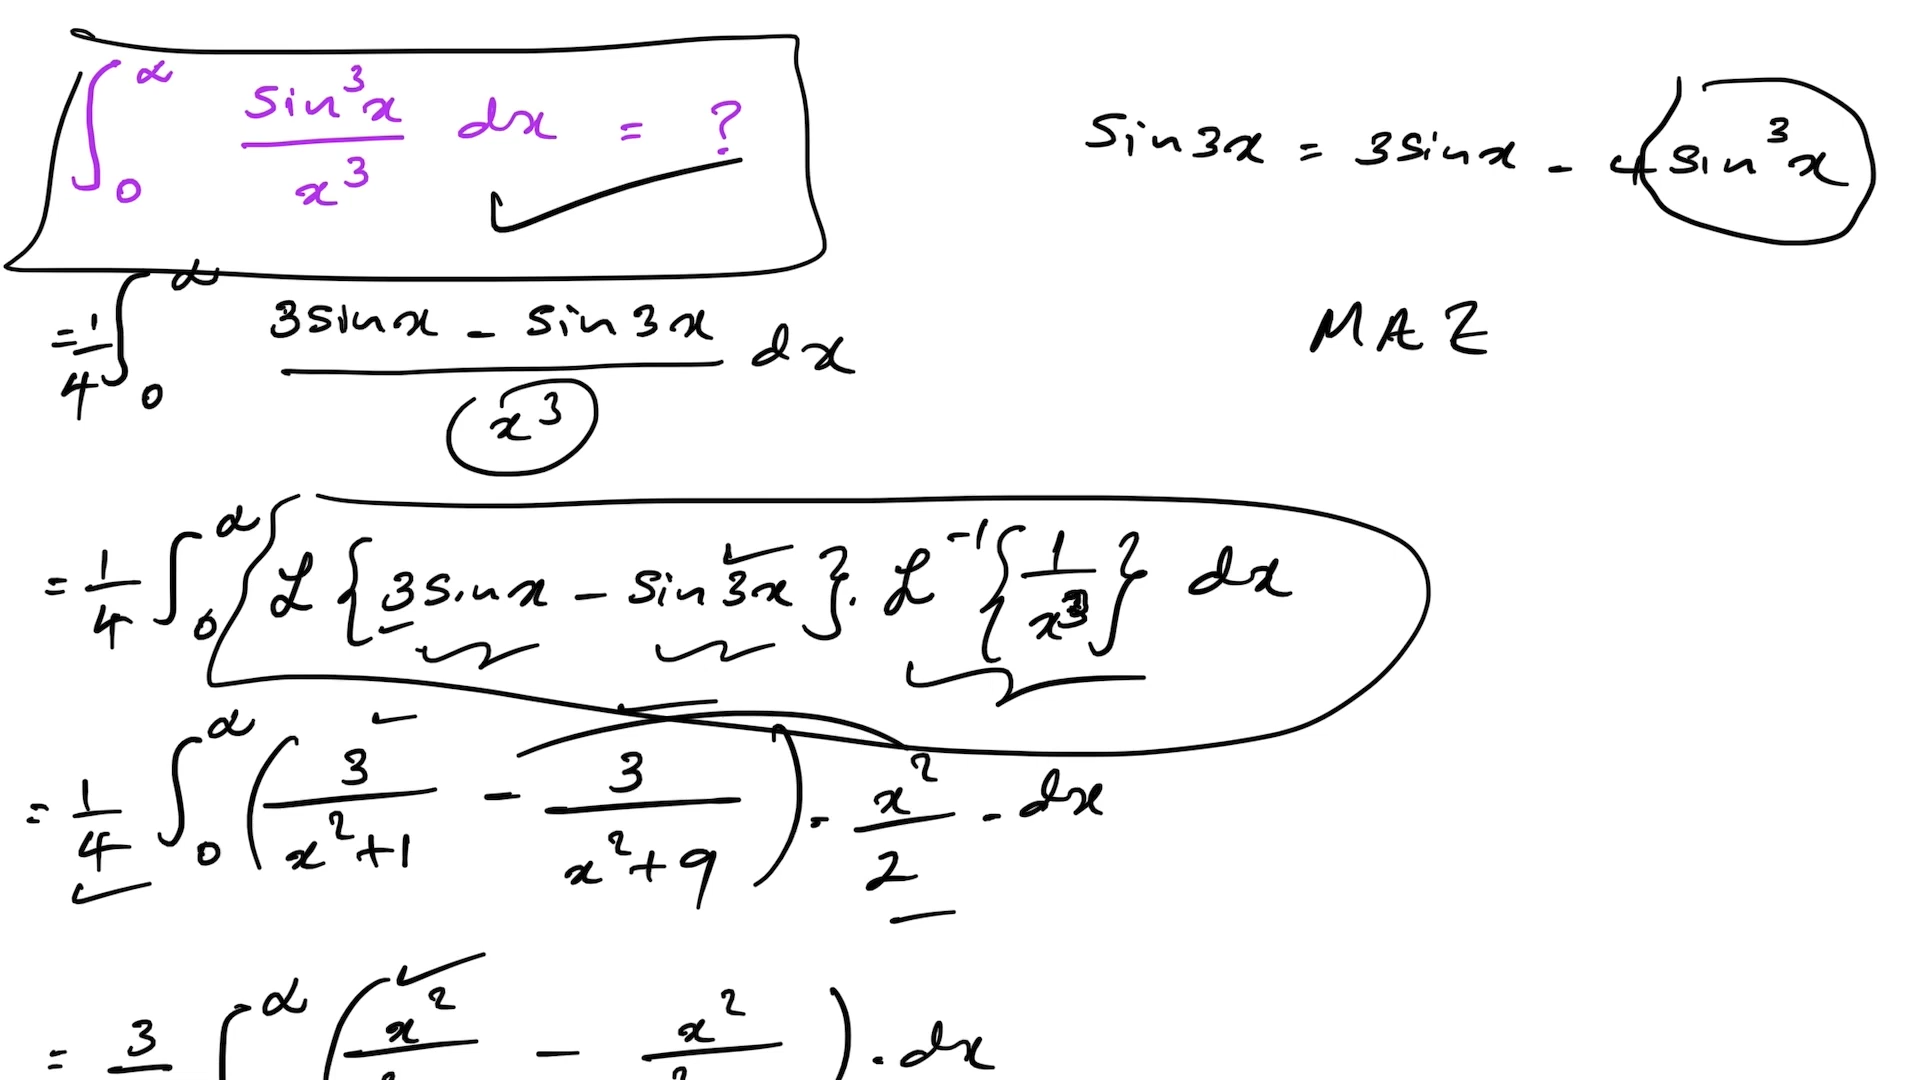 ∫₀^∝ sin³x / x³ dx = ?
sin3x = 3sinx - 4sin³x
MAZ
= 1/4 ∫₀^∝ (3sinx - sin3x) / x³ dx
= 1/4 ∫₀^∝ ℒ{3sinx - sin3x} · ℒ⁻¹{1/x³} dx
= 1/4 ∫₀^∝ (3/(x²+1) - 3/(x²+9)) · x²/2 · dx
= 3 ∫^∝ (x² - x²) · dx